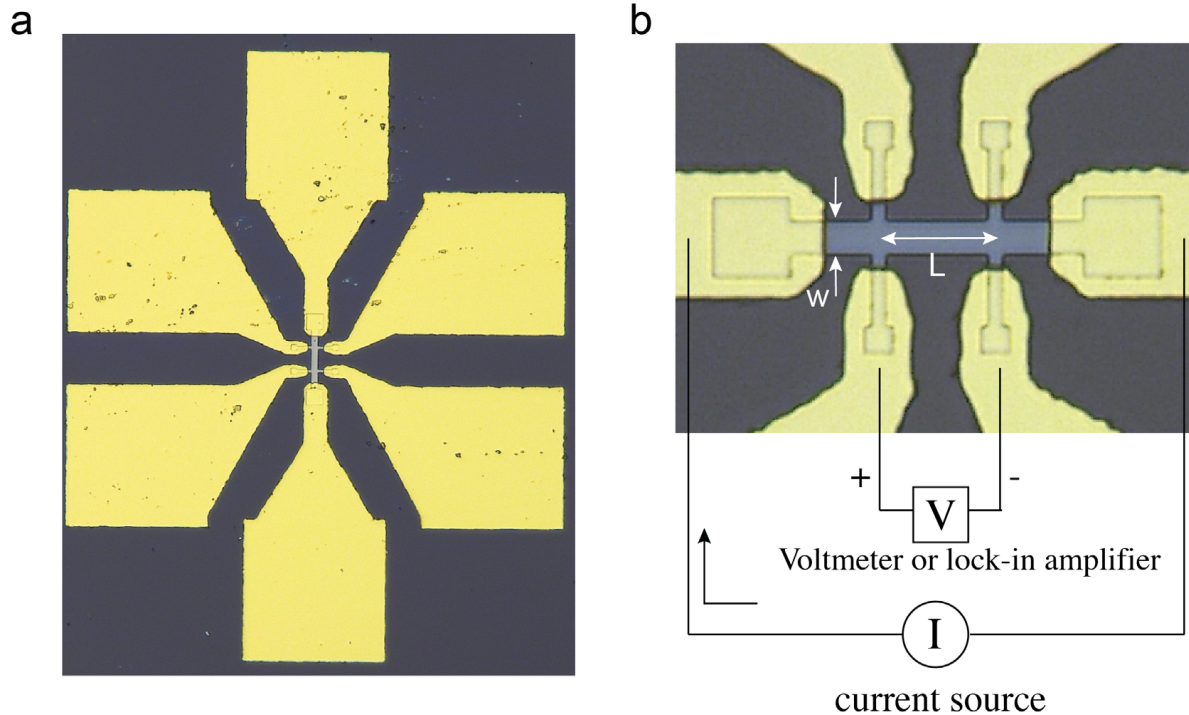 a
b
L
w
+
-
V
Voltmeter or lock-in amplifier
I
current source